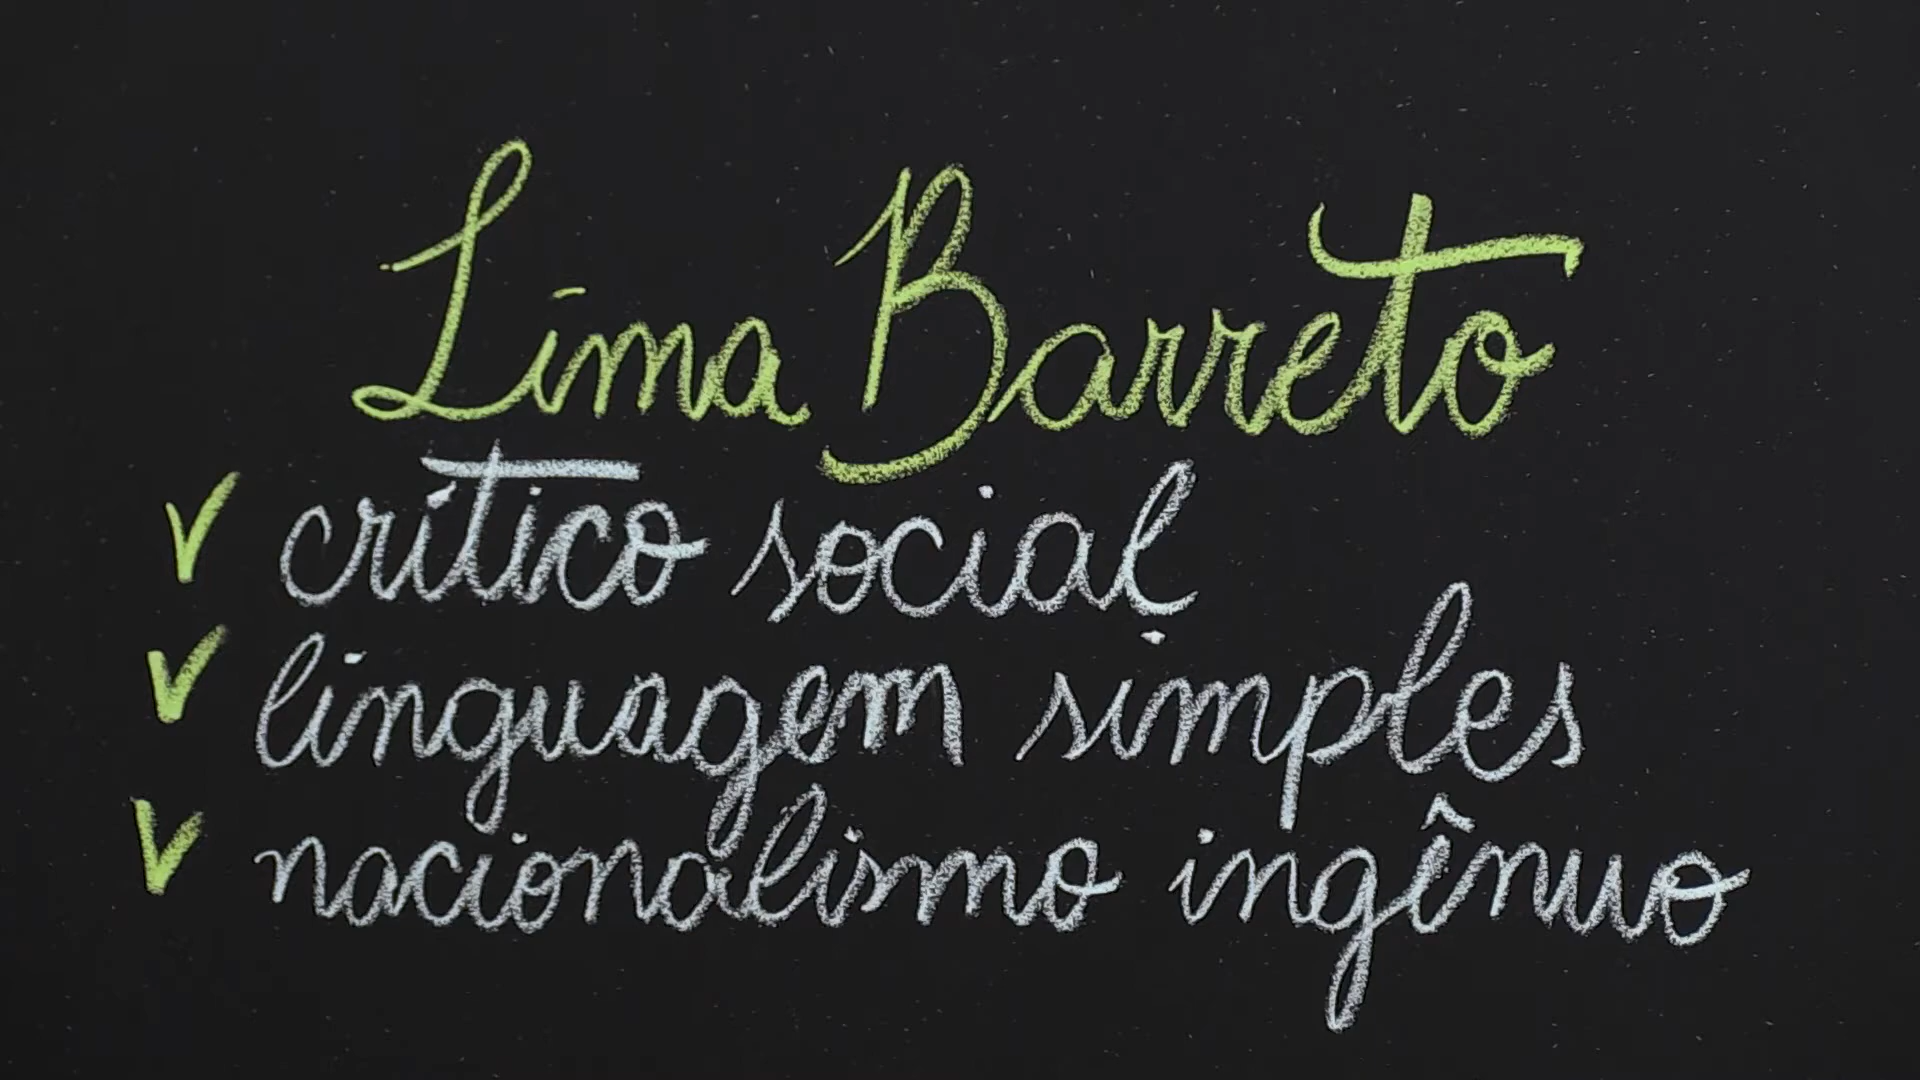 Lima Barreto
✓ crítico social
✓ linguagem simples
✓ nacionalismo ingênuo